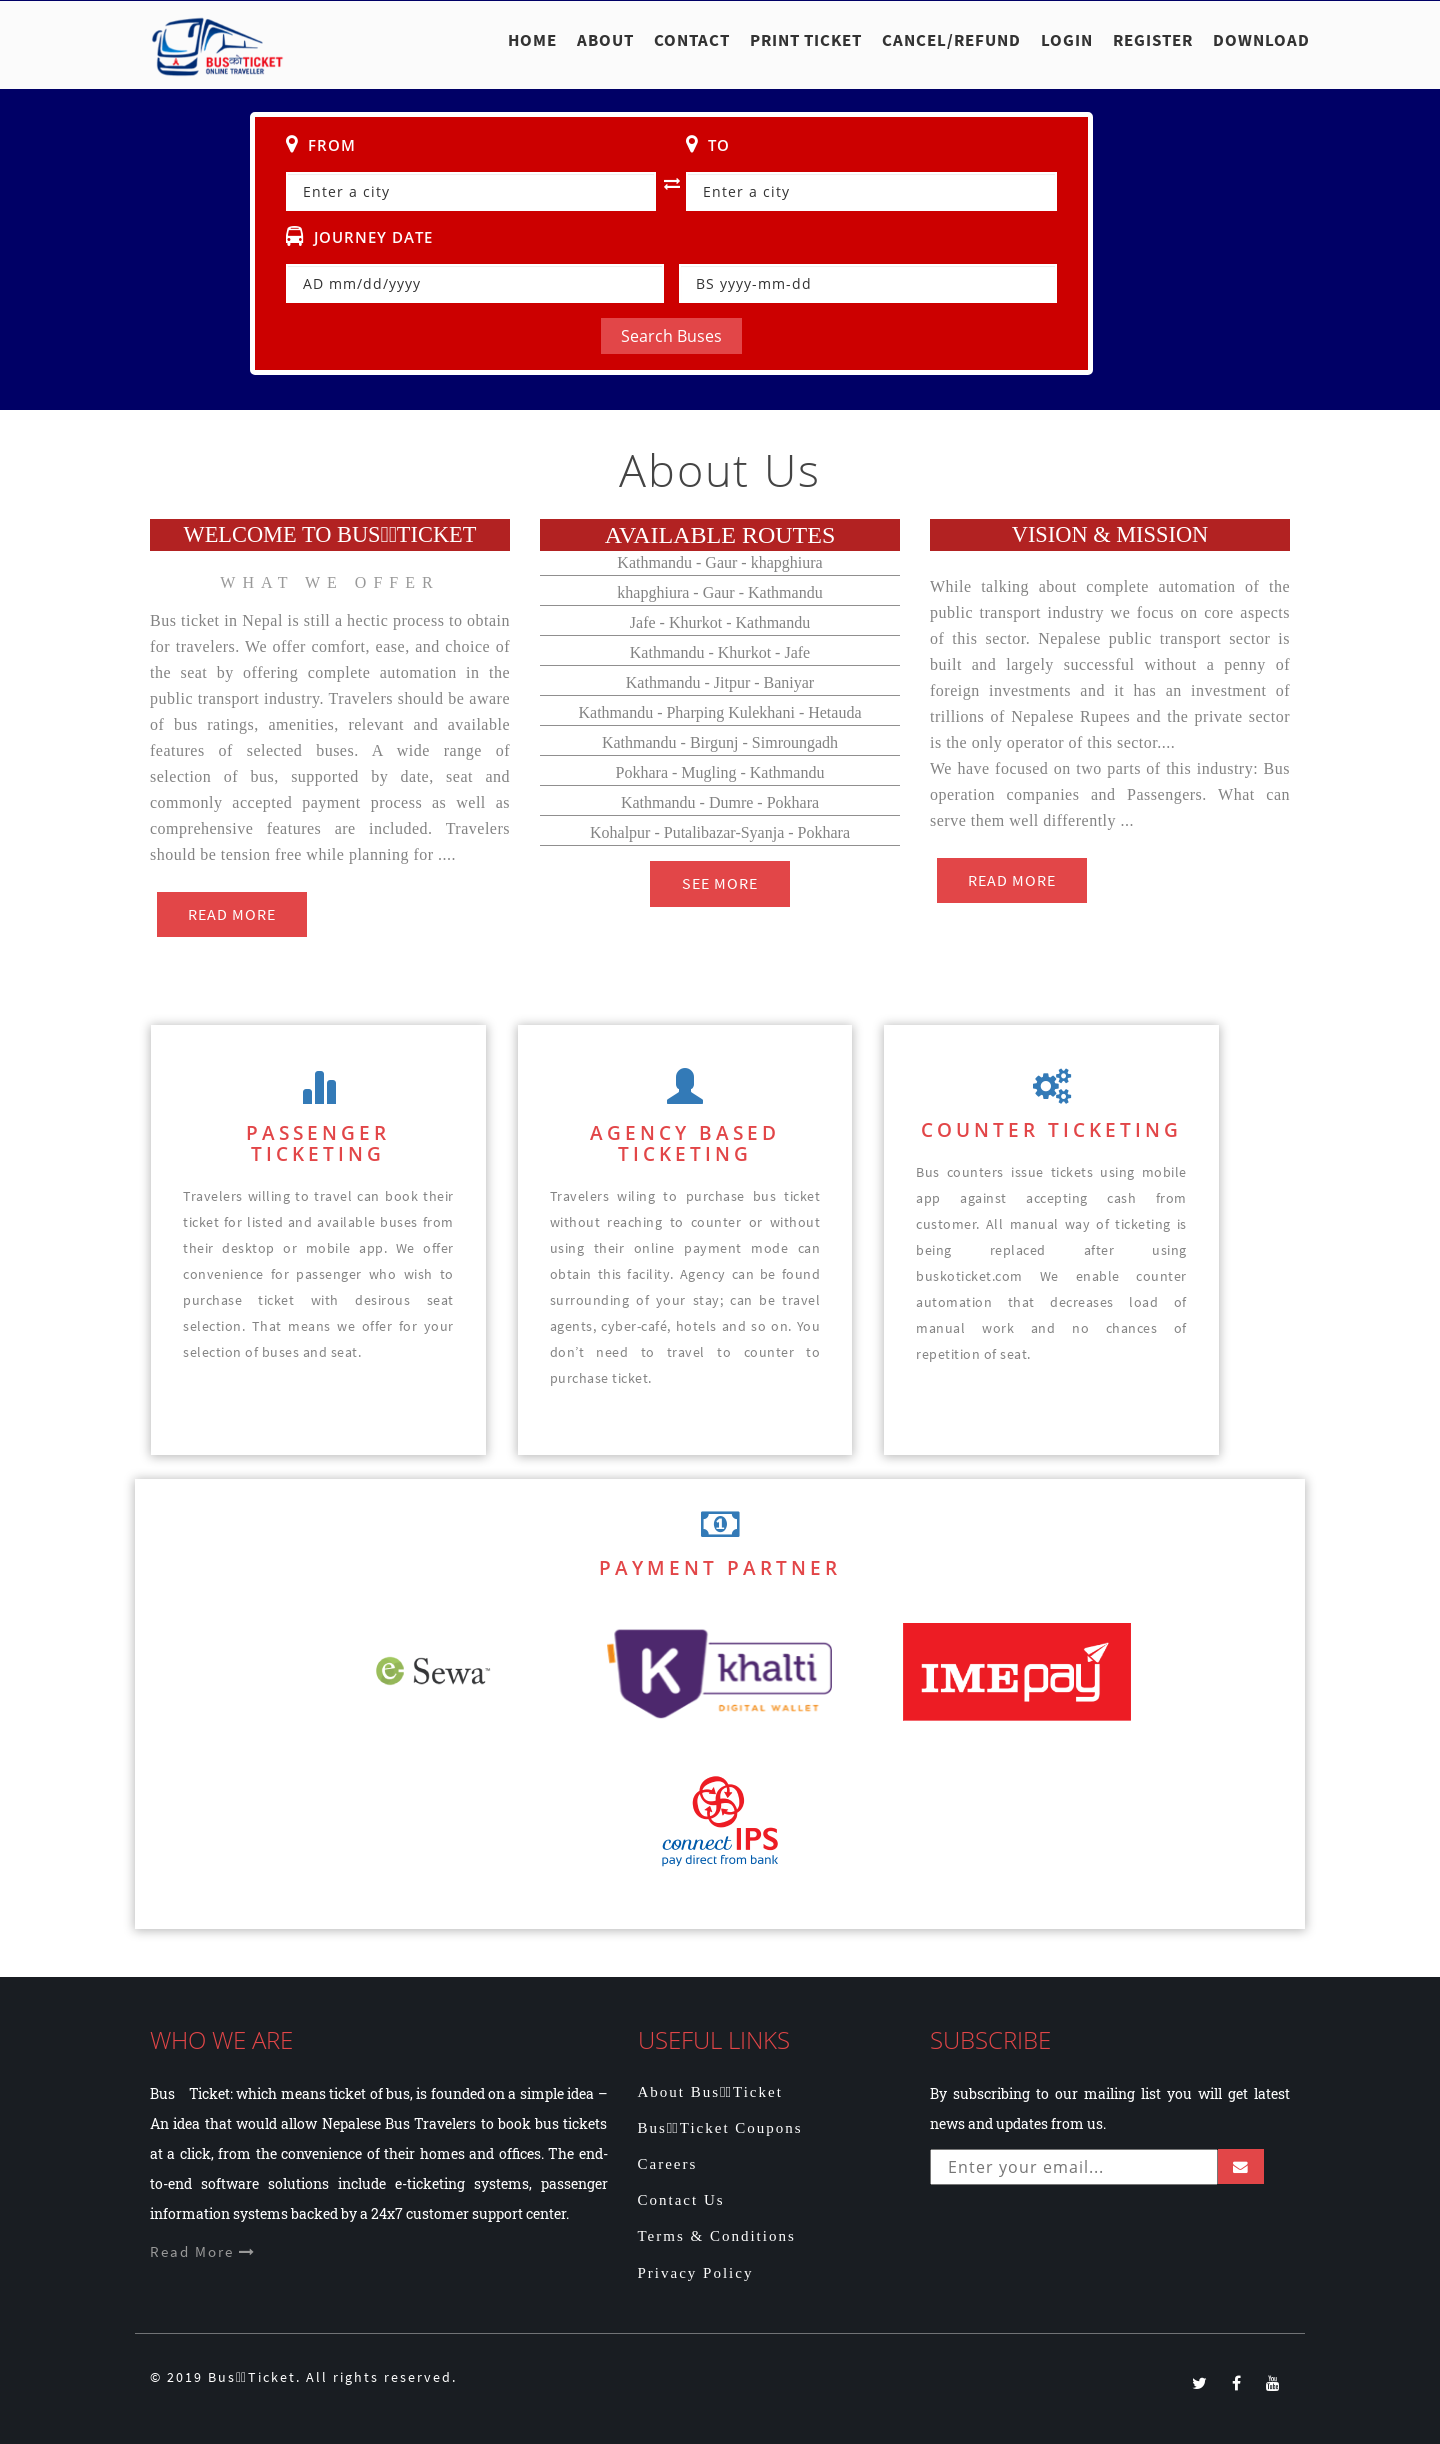 BUSकोTICKET
ONLINE TRAVELLER
HOME ABOUT CONTACT PRINT TICKET CANCEL/REFUND LOGIN REGISTER DOWNLOAD
FROM
TO
Enter a city
Enter a city
JOURNEY DATE
AD mm/dd/yyyy
BS yyyy-mm-dd
Search Buses
About Us
WELCOME TO BUS▯▯TICKET
WHAT WE OFFER
Bus ticket in Nepal is still a hectic process to obtain
for travelers. We offer comfort, ease, and choice of
the seat by offering complete automation in the
public transport industry. Travelers should be aware
of bus ratings, amenities, relevant and available
features of selected buses. A wide range of
selection of bus, supported by date, seat and
commonly accepted payment process as well as
comprehensive features are included. Travelers
should be tension free while planning for ....
READ MORE
AVAILABLE ROUTES
Kathmandu - Gaur - khapghiura
khapghiura - Gaur - Kathmandu
Jafe - Khurkot - Kathmandu
Kathmandu - Khurkot - Jafe
Kathmandu - Jitpur - Baniyar
Kathmandu - Pharping Kulekhani - Hetauda
Kathmandu - Birgunj - Simroungadh
Pokhara - Mugling - Kathmandu
Kathmandu - Dumre - Pokhara
Kohalpur - Putalibazar-Syanja - Pokhara
SEE MORE
VISION & MISSION
While talking about complete automation of the
public transport industry we focus on core aspects
of this sector. Nepalese public transport sector is
built and largely successful without a penny of
foreign investments and it has an investment of
trillions of Nepalese Rupees and the private sector
is the only operator of this sector....
We have focused on two parts of this industry: Bus
operation companies and Passengers. What can
serve them well differently ...
READ MORE
PASSENGER
TICKETING
Travelers willing to travel can book their
ticket for listed and available buses from
their desktop or mobile app. We offer
convenience for passenger who wish to
purchase ticket with desirous seat
selection. That means we offer for your
selection of buses and seat.
AGENCY BASED
TICKETING
Travelers wiling to purchase bus ticket
without reaching to counter or without
using their online payment mode can
obtain this facility. Agency can be found
surrounding of your stay; can be travel
agents, cyber-café, hotels and so on. You
don’t need to travel to counter to
purchase ticket.
COUNTER TICKETING
Bus counters issue tickets using mobile
app against accepting cash from
customer. All manual way of ticketing is
being replaced after using
buskoticket.com We enable counter
automation that decreases load of
manual work and no chances of
repetition of seat.
PAYMENT PARTNER
e-Sewa™
K khalti
DIGITAL WALLET
IMEpay
connectIPS
pay direct from bank
WHO WE ARE
Bus Ticket: which means ticket of bus, is founded on a simple idea –
An idea that would allow Nepalese Bus Travelers to book bus tickets
at a click, from the convenience of their homes and offices. The end-
to-end software solutions include e-ticketing systems, passenger
information systems backed by a 24x7 customer support center.
Read More
USEFUL LINKS
About Bus▯▯Ticket
Bus▯▯Ticket Coupons
Careers
Contact Us
Terms & Conditions
Privacy Policy
SUBSCRIBE
By subscribing to our mailing list you will get latest
news and updates from us.
Enter your email...
© 2019 Bus▯▯Ticket. All rights reserved.